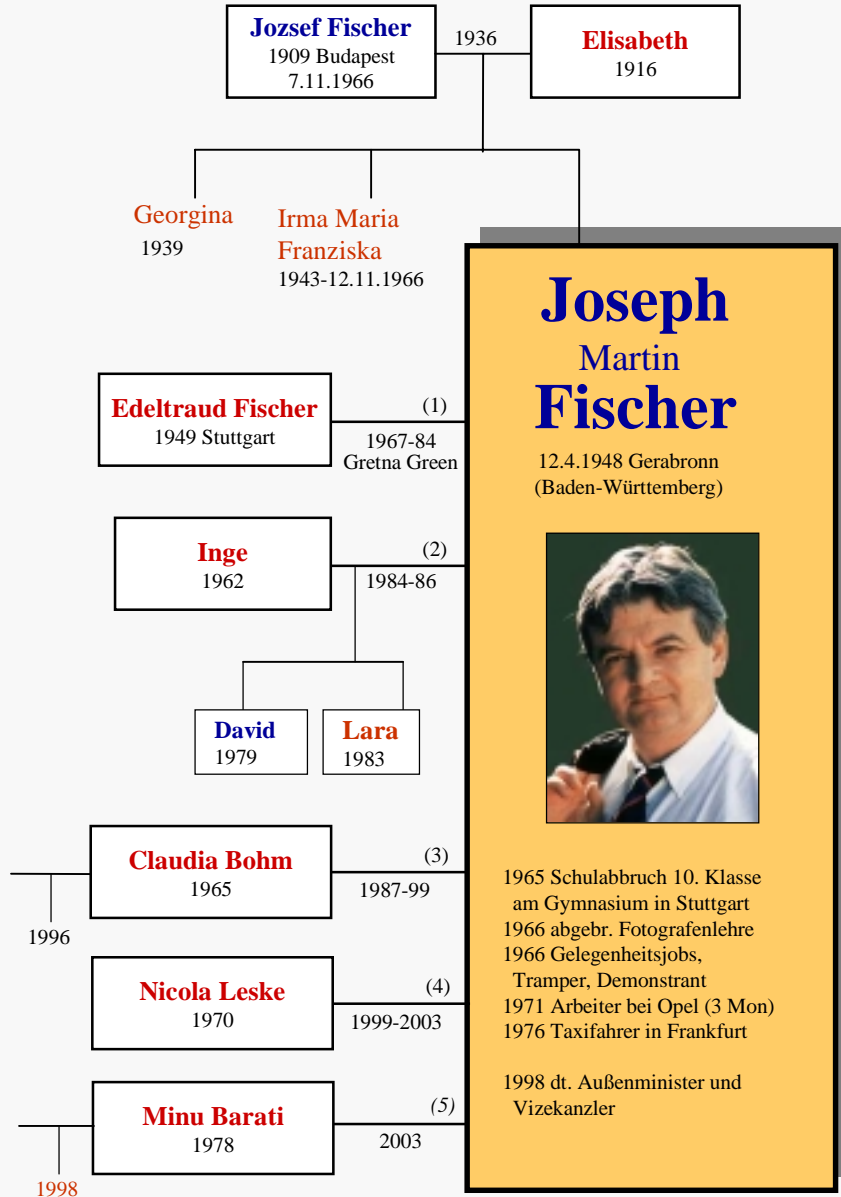 Jozsef Fischer
1909 Budapest
7.11.1966
1936
Elisabeth
1916
Georgina
1939
Irma Maria
Franziska
1943-12.11.1966
Joseph
Martin
Fischer
12.4.1948 Gerabronn
(Baden-Württemberg)
Edeltraud Fischer
1949 Stuttgart
(1)
1967-84
Gretna Green
Inge
1962
(2)
1984-86
David
1979
Lara
1983
Claudia Bohm
1965
(3)
1987-99
1996
Nicola Leske
1970
(4)
1999-2003
Minu Barati
1978
(5)
2003
1998
1965 Schulabbruch 10. Klasse
am Gymnasium in Stuttgart
1966 abgebr. Fotografenlehre
1966 Gelegenheitsjobs,
Tramper, Demonstrant
1971 Arbeiter bei Opel (3 Mon)
1976 Taxifahrer in Frankfurt
1998 dt. Außenminister und
Vizekanzler